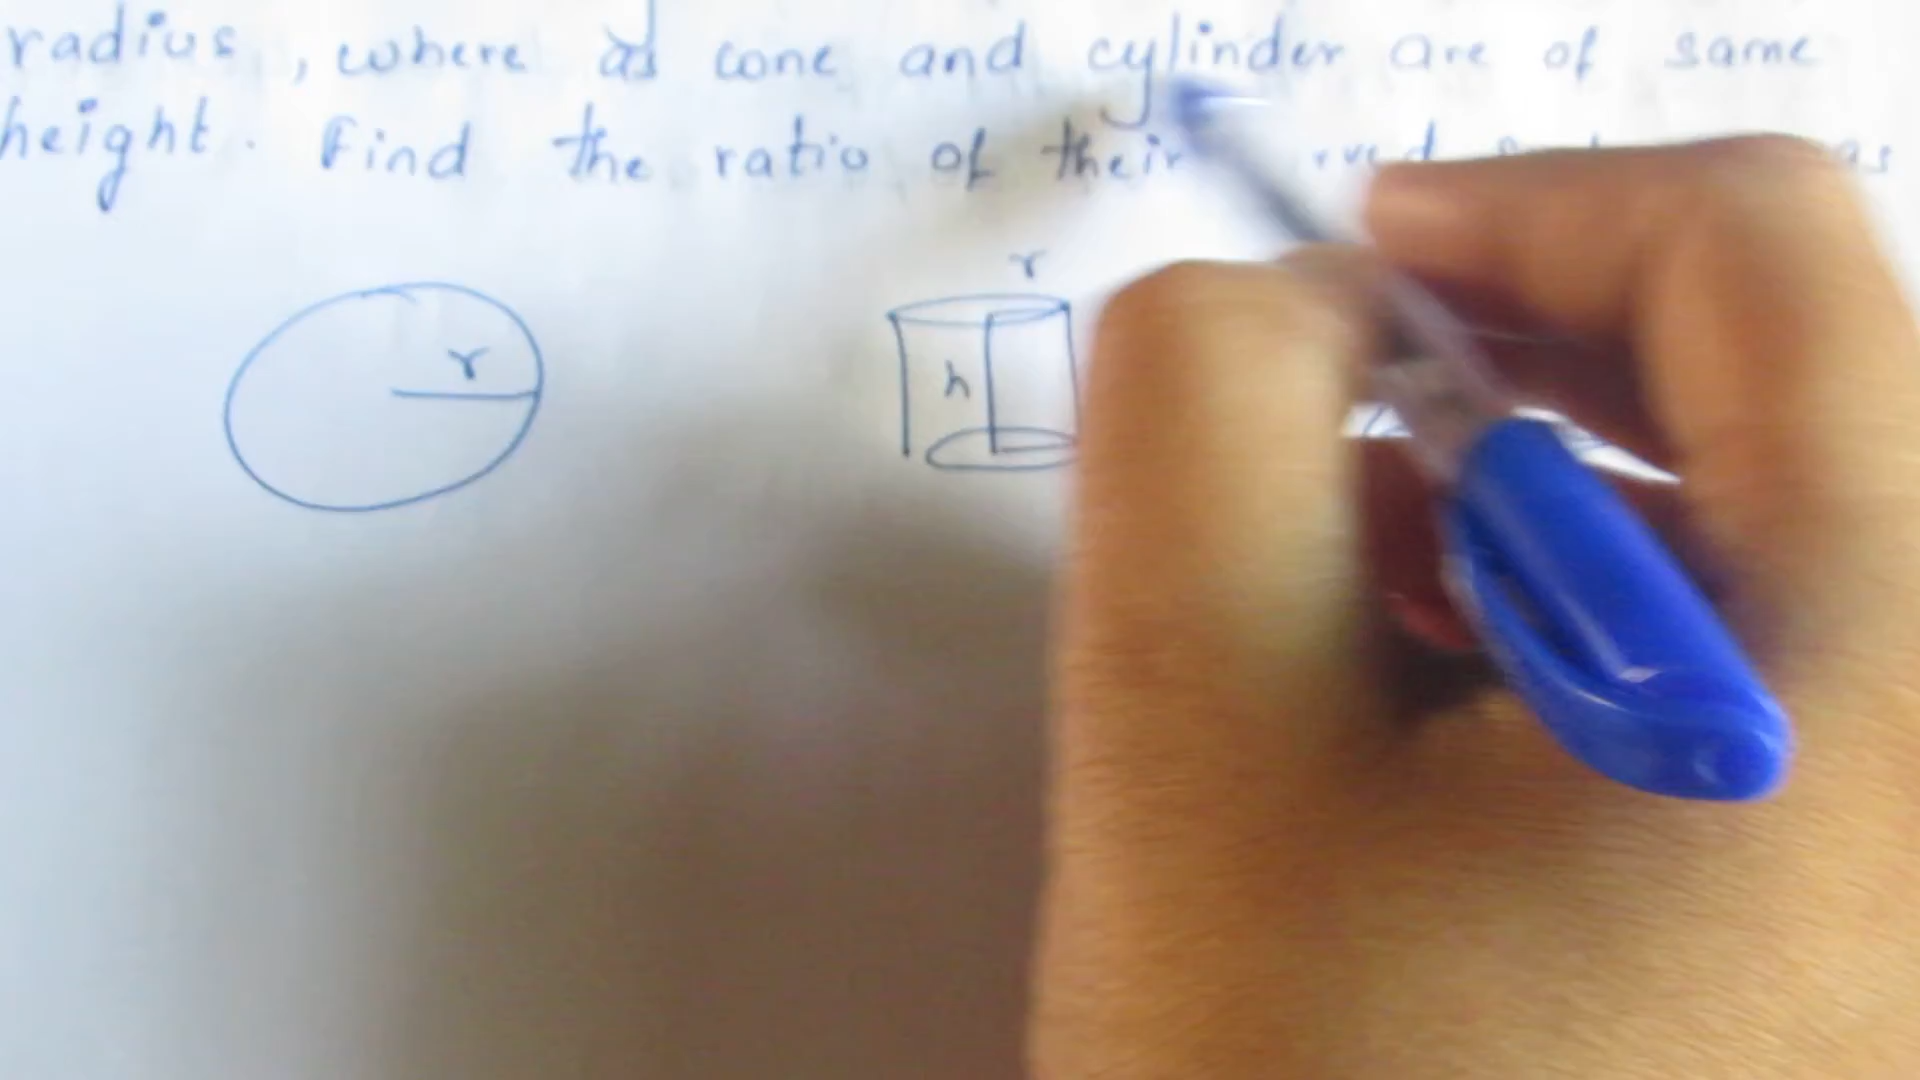 radius, where as cone and cylinder are of same
height. Find the ratio of their
r
r
h